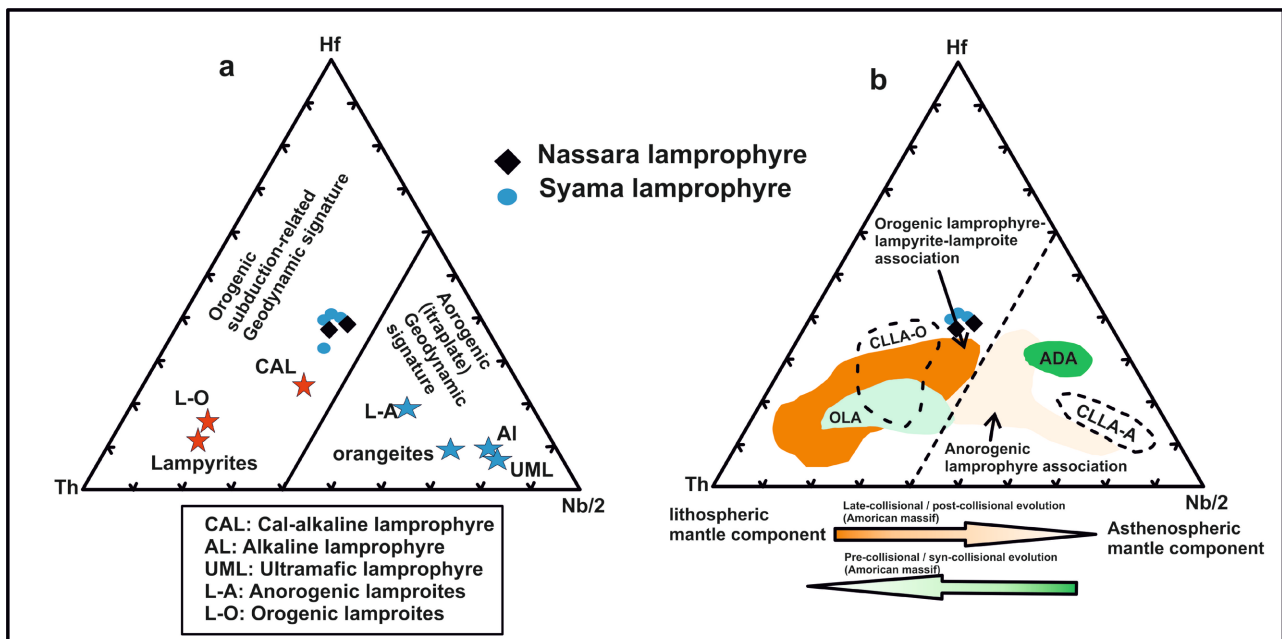 a
Hf
Orogenic
subduction-related
Geodynamic signature
Aorogenic
(itraplate)
Geodynamic
signature
CAL
L-O
Lampyrites
L-A
orangeites
Al
UML
Th
Nb/2
CAL: Cal-alkaline lamprophyre
AL: Alkaline lamprophyre
UML: Ultramafic lamprophyre
L-A: Anorogenic lamproites
L-O: Orogenic lamproites
Nassara lamprophyre
Syama lamprophyre
b
Hf
Orogenic lamprophyre-
lampyrite-lamproite
association
CLLA-O
ADA
OLA
CLLA-A
Anorogenic
lamprophyre association
Th
Nb/2
lithospheric
mantle component
Late-collisional / post-collisional evolution
(Amorican massif)
Asthenospheric
mantle component
Pre-collisional / syn-collisional evolution
(Amorican massif)